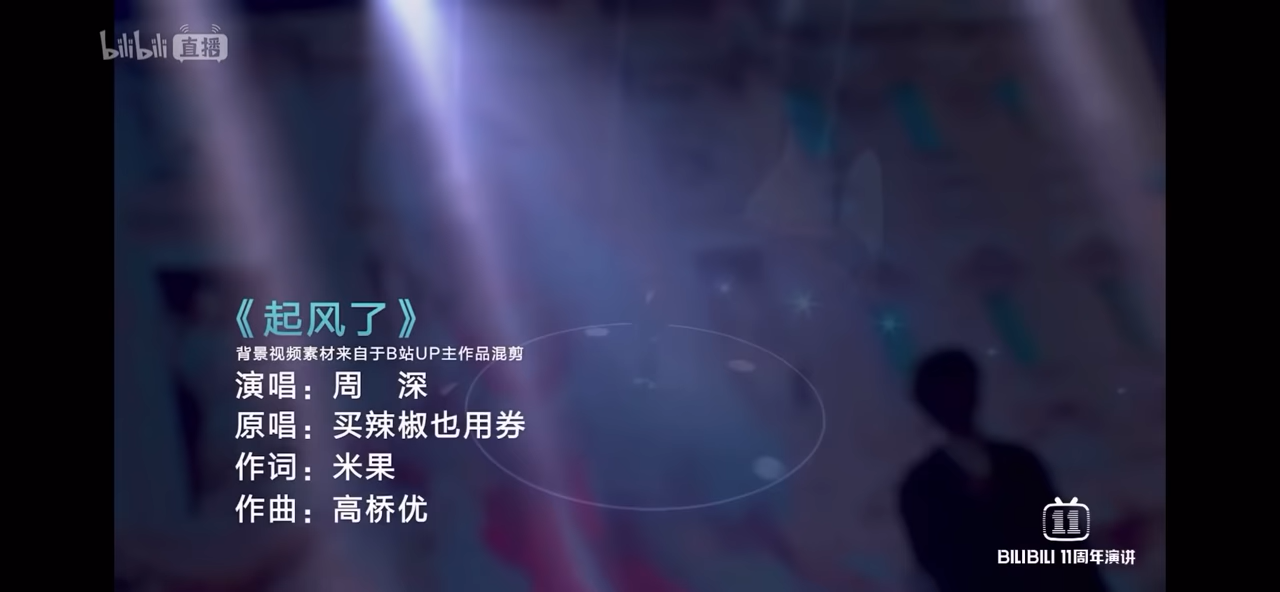 bilibili 直播
《起风了》
背景视频素材来自于B站UP主作品混剪
演唱：周 深
原唱：买辣椒也用券
作词：米果
作曲：高桥优
11
BILIBILI 11周年演讲